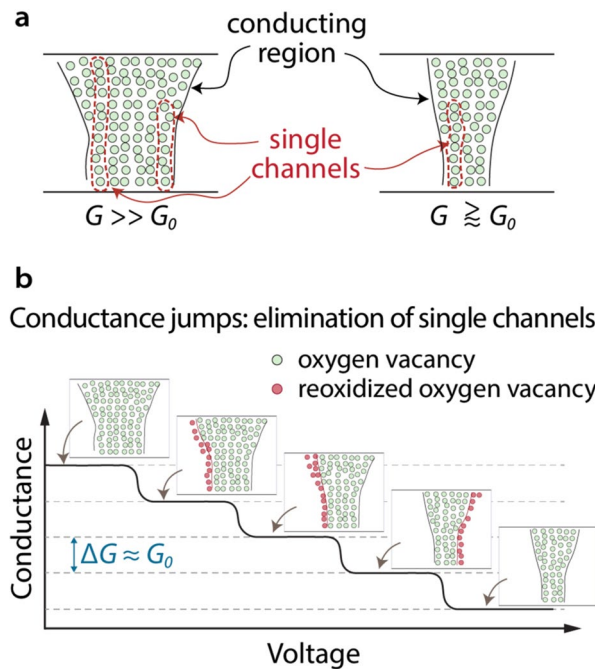 a
conducting
region
single
channels
G >> G₀
G ⪆ G₀
b
Conductance jumps: elimination of single channels
oxygen vacancy
reoxidized oxygen vacancy
Conductance
ΔG ≈ G₀
Voltage